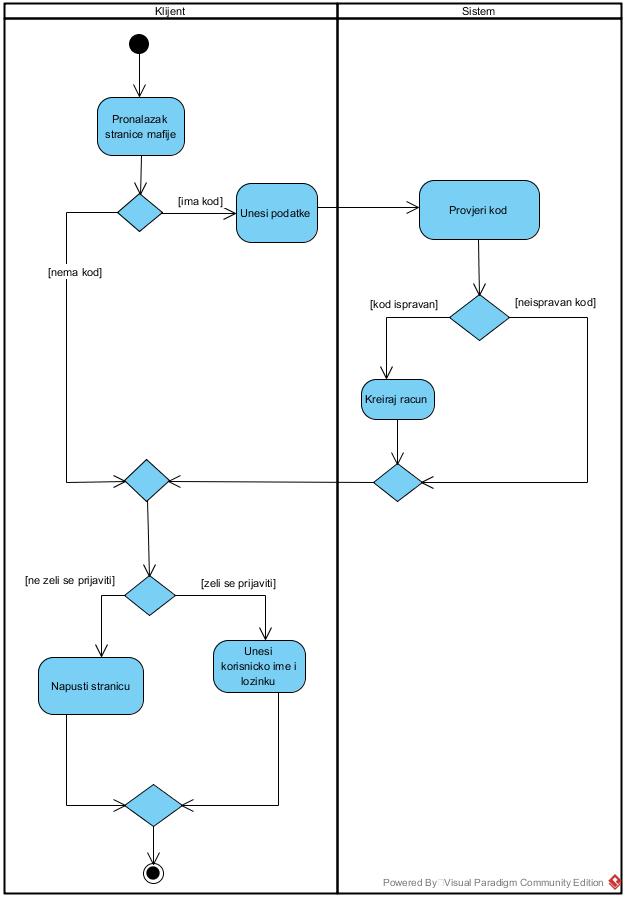 Klijent
Sistem
Pronalazak
stranice mafije
[ima kod]
Unesi podatke
Provjeri kod
[nema kod]
[kod ispravan]
[neispravan kod]
Kreiraj racun
[ne zeli se prijaviti]
[zeli se prijaviti]
Napusti stranicu
Unesi
korisnicko ime i
lozinku
Powered By Visual Paradigm Community Edition